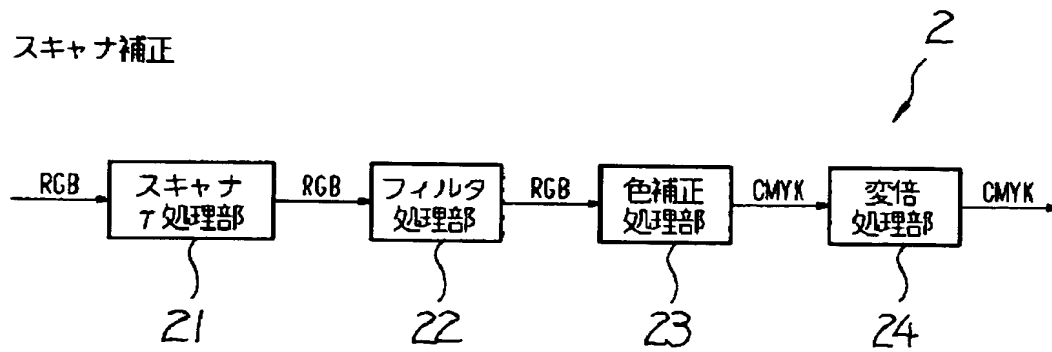 スキャナ補正
2
RGB
スキャナ
γ処理部
RGB
フィルタ
処理部
RGB
色補正
処理部
CMYK
変倍
処理部
CMYK
21
22
23
24